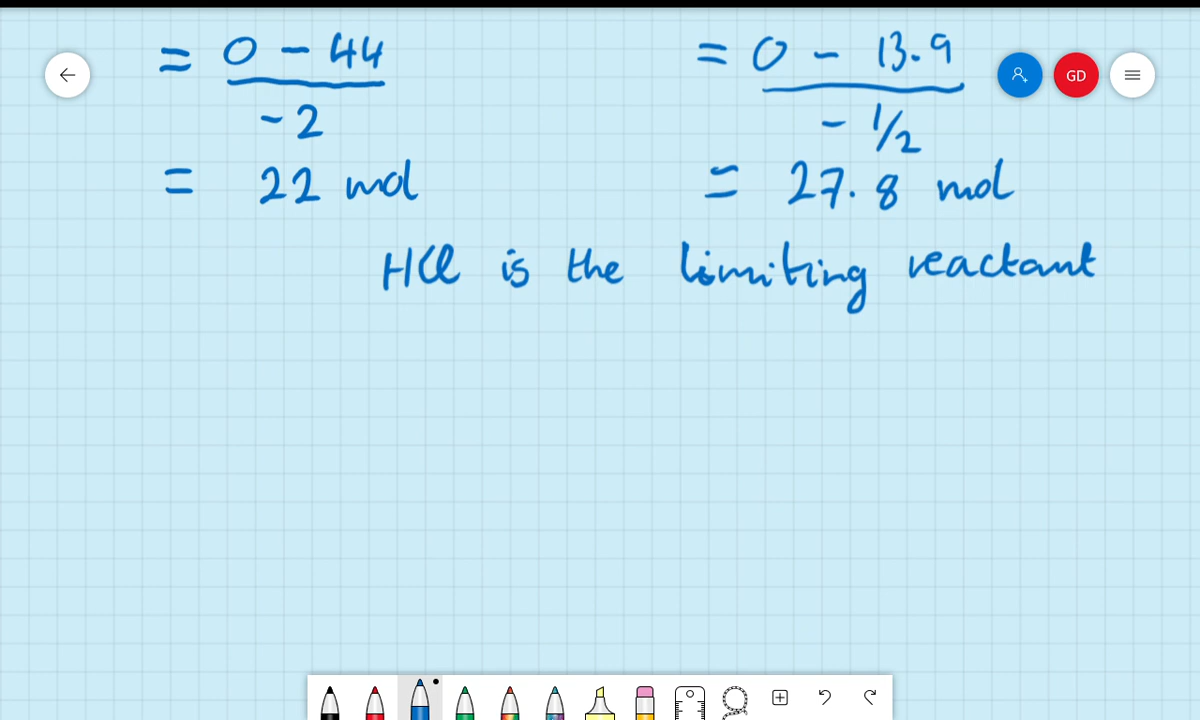 = 0 - 44 = 0 - 13.9 GD
-2 - 1/2
= 22 mol = 27.8 mol
HCl is the limiting reactant